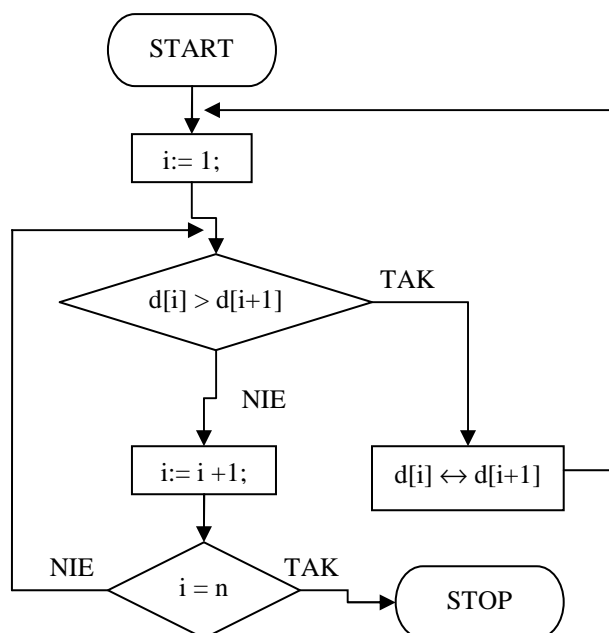 START
i:= 1;
d[i] > d[i+1]
TAK
NIE
i:= i +1;
d[i] ↔ d[i+1]
NIE
i = n
TAK
STOP